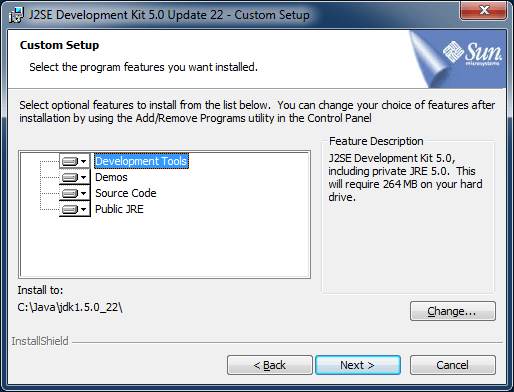 J2SE Development Kit 5.0 Update 22 - Custom Setup
Custom Setup
Select the program features you want installed.
Sun
microsystems
Select optional features to install from the list below.  You can change your choice of features after
installation by using the Add/Remove Programs utility in the Control Panel
Development Tools
Demos
Source Code
Public JRE
Feature Description
J2SE Development Kit 5.0,
including private JRE 5.0.  This
will require 264 MB on your hard
drive.
Install to:
C:\Java\jdk1.5.0_22\
Change...
InstallShield
< Back
Next >
Cancel